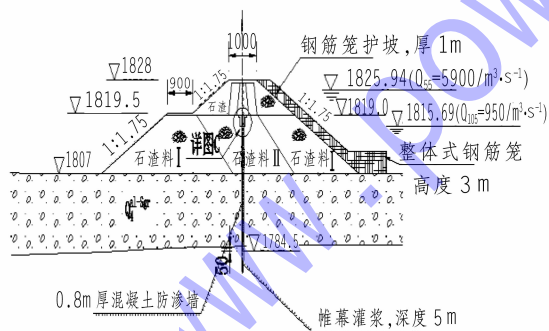 1000
钢筋笼护坡,厚1m
1828
900
1:1.75
1:1.75
1825.94(Q55=5900/m³·s⁻¹)
1819.5
石渣
1819.0
1815.69(Q105=950/m³·s⁻¹)
1:1.75
详图C
石渣料Ⅰ
石渣料Ⅱ
石渣料Ⅰ
整体式钢筋笼
高度3m
1807
1784.5
50
0.8m厚混凝土防渗墙
帷幕灌浆,深度5m
www.pow